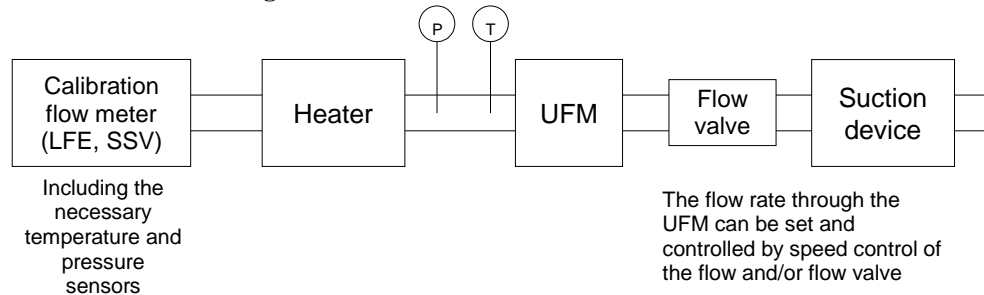 P
T
Calibration
flow meter
(LFE, SSV)
Heater
UFM
Flow
valve
Suction
device
Including the
necessary
temperature and
pressure
sensors
The flow rate through the
UFM can be set and
controlled by speed control of
the flow and/or flow valve